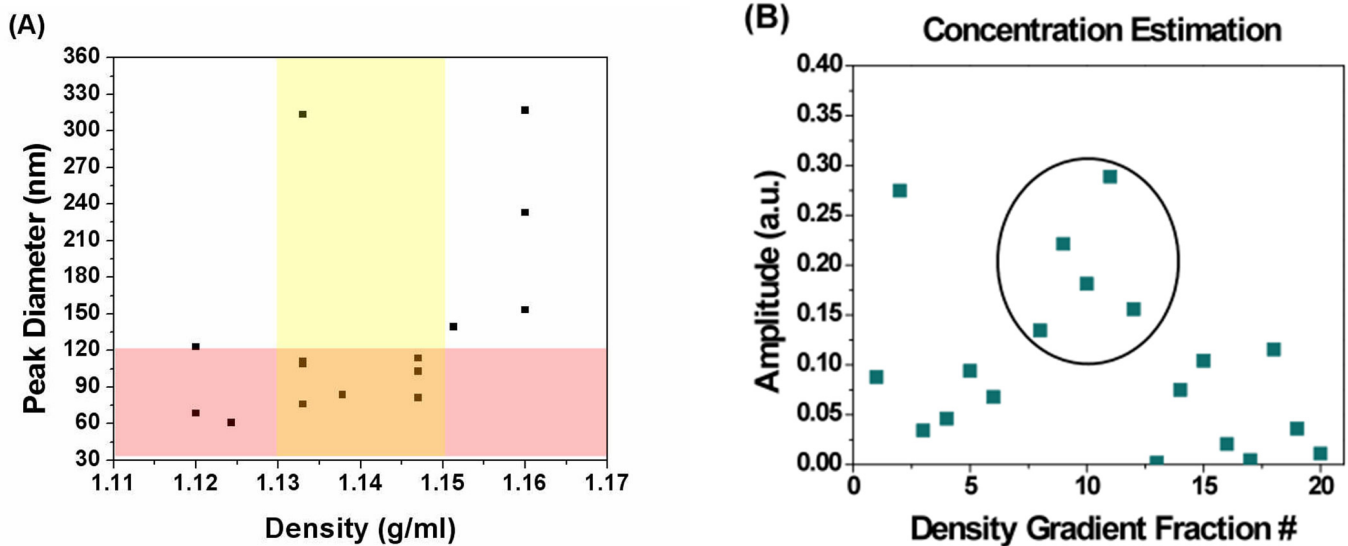 (A)
360
330
300
270
240
210
180
150
120
90
60
30
Peak Diameter (nm)
1.11 1.12 1.13 1.14 1.15 1.16 1.17
Density (g/ml)
(B)
Concentration Estimation
0.40
0.35
0.30
0.25
0.20
0.15
0.10
0.05
0.00
Amplitude (a.u.)
0 5 10 15 20
Density Gradient Fraction #